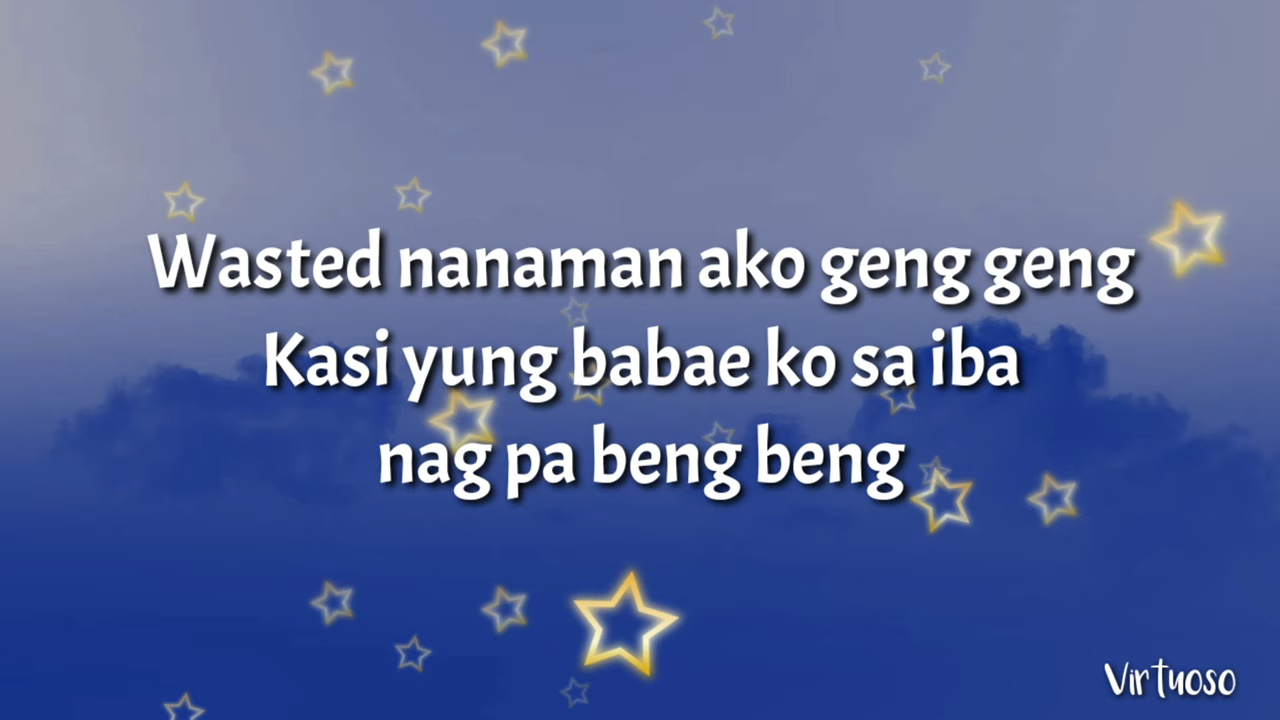 Wasted nanaman ako geng geng
Kasi yung babae ko sa iba
nag pa beng beng
Virtuoso